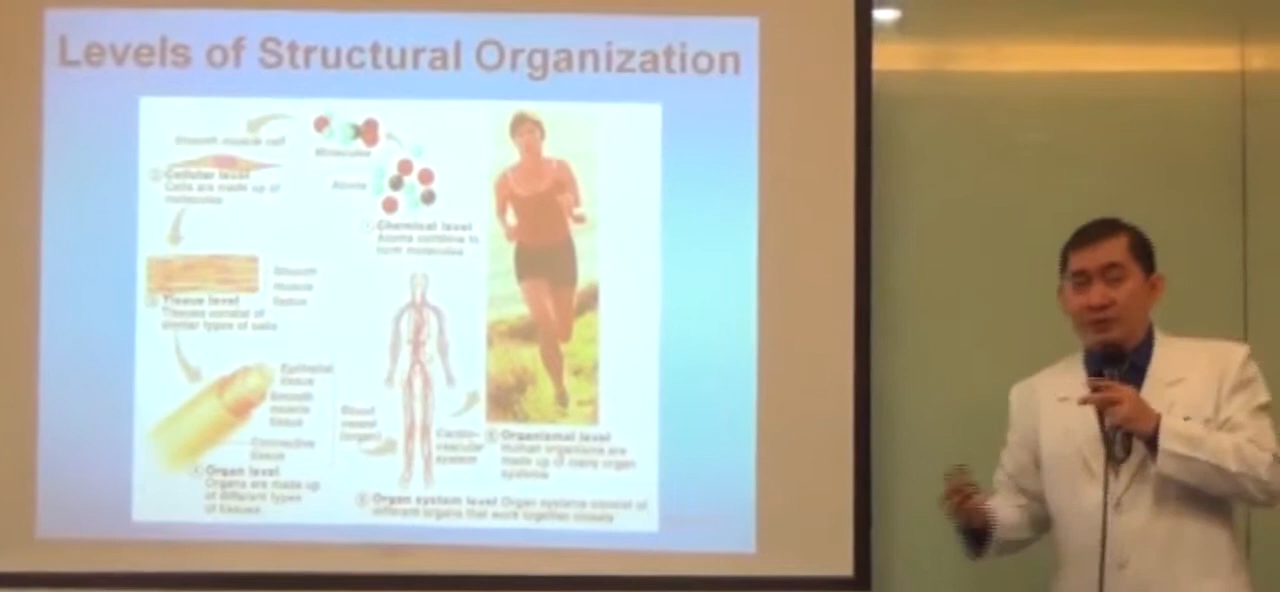 Levels of Structural Organization
Smooth muscle cell
Molecules
Atoms
Cellular level
Cells are made up of
molecules
Chemical level
Atoms combine to
form molecules
Smooth
muscle
tissue
Tissue level
Tissues consist of
similar types of cells
Epithelial
tissue
Smooth
muscle
tissue
Connective
tissue
Blood
vessel
(organ)
Cardio-
vascular
system
4 Organ level
Organs are made up
of different types
of tissues
Organismal level
Human organisms are
made up of many organ
systems
Organ system level Organ systems consist of
different organs that work together closely